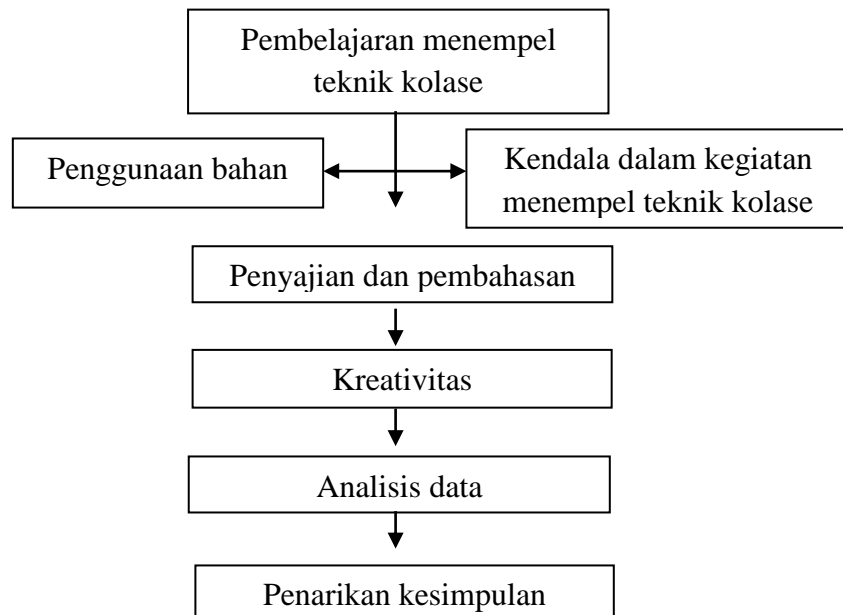 Pembelajaran menempel
teknik kolase
Penggunaan bahan
Kendala dalam kegiatan
menempel teknik kolase
Penyajian dan pembahasan
Kreativitas
Analisis data
Penarikan kesimpulan